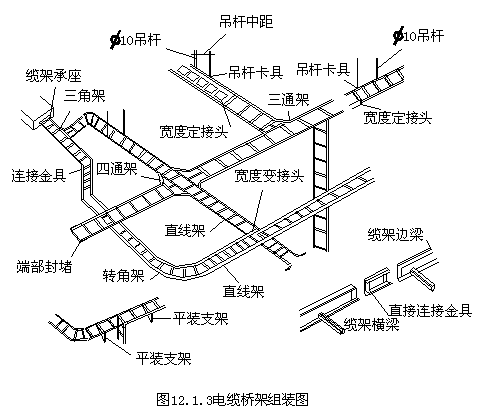 吊杆中距
ϕ10吊杆
ϕ10吊杆
吊杆卡具
吊杆卡具
缆架承座
三角架
三通架
宽度定接头
宽度定接头
连接金具
四通架
宽度变接头
直线架
缆架边梁
端部封堵
转角架
直线架
直接连接金具
缆架横梁
平装支架
平装支架
图12.1.3电缆桥架组装图